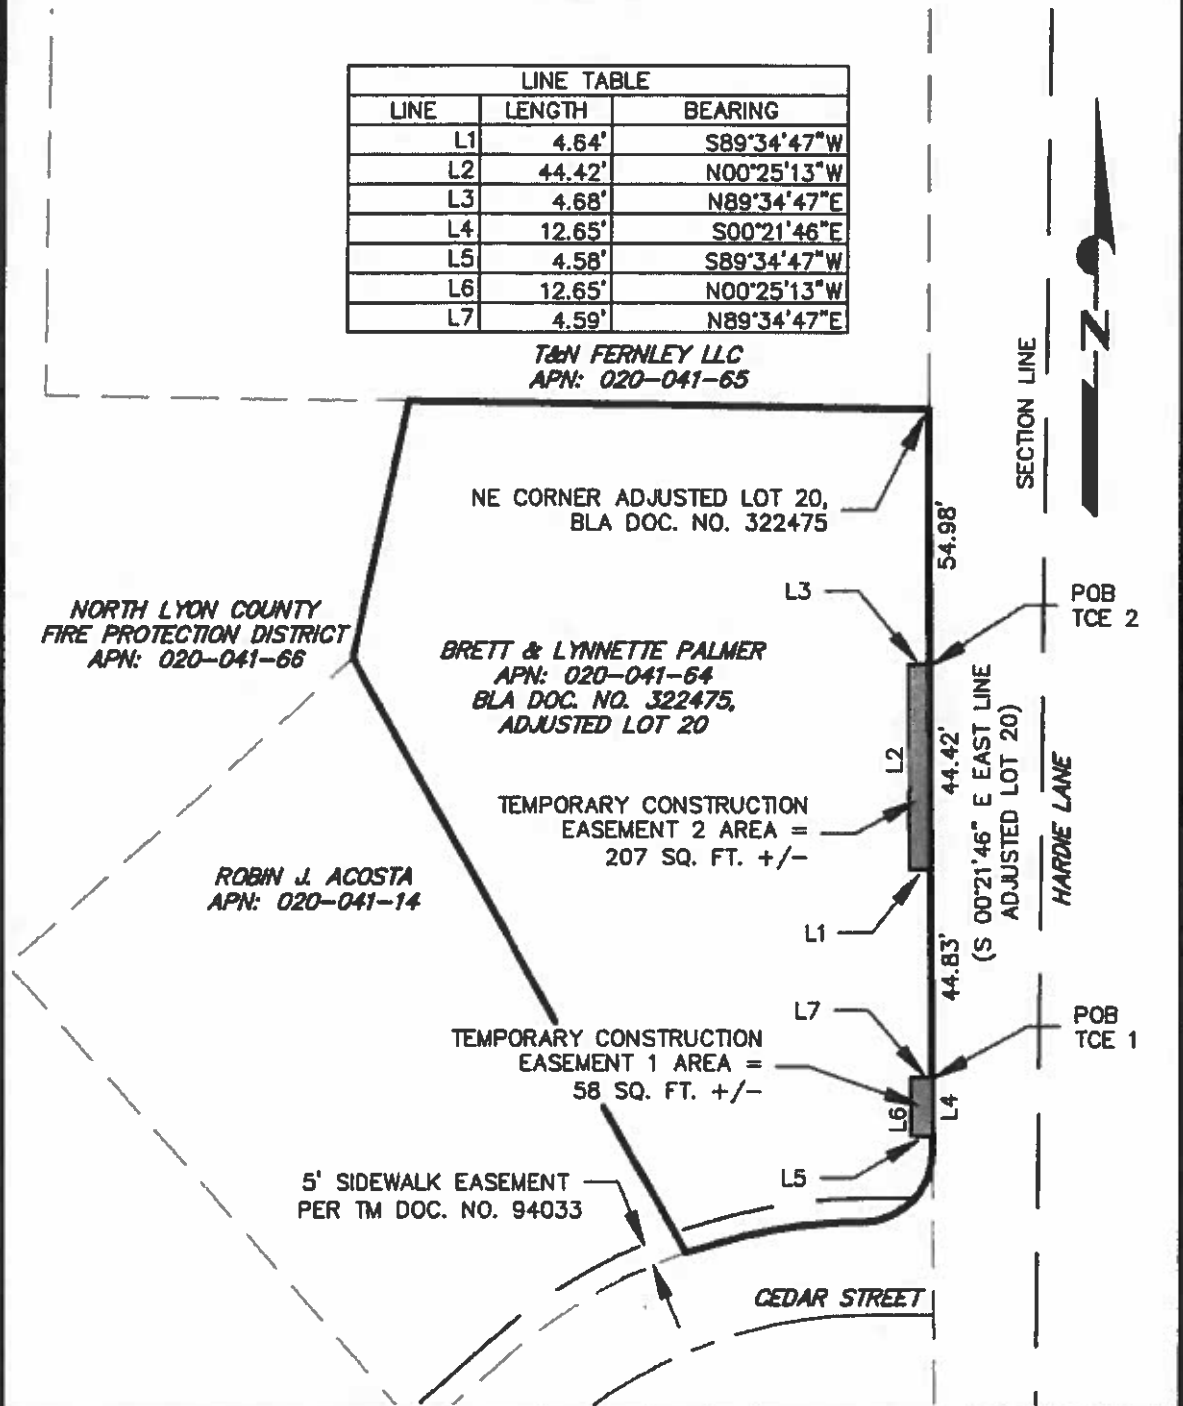 LINE TABLE
LINE LENGTH BEARING
L1 4.64' S89°34'47"W
L2 44.42' N00°25'13"W
L3 4.68' N89°34'47"E
L4 12.65' S00°21'46"E
L5 4.58' S89°34'47"W
L6 12.65' N00°25'13"W
L7 4.59' N89°34'47"E
T&N FERNLEY LLC
APN: 020-041-65
N
SECTION LINE
NE CORNER ADJUSTED LOT 20,
BLA DOC. NO. 322475
54.98'
L3
POB
TCE 2
NORTH LYON COUNTY
FIRE PROTECTION DISTRICT
APN: 020-041-66
BRETT & LYNNETTE PALMER
APN: 020-041-64
BLA DOC. NO. 322475,
ADJUSTED LOT 20
L2
44.42'
(S 00°21'46" E EAST LINE
ADJUSTED LOT 20)
HARDIE LANE
TEMPORARY CONSTRUCTION
EASEMENT 2 AREA =
207 SQ. FT. +/-
ROBIN J. ACOSTA
APN: 020-041-14
L1
44.83'
L7
POB
TCE 1
TEMPORARY CONSTRUCTION
EASEMENT 1 AREA =
58 SQ. FT. +/-
L6
L4
L5
5' SIDEWALK EASEMENT
PER TM DOC. NO. 94033
CEDAR STREET